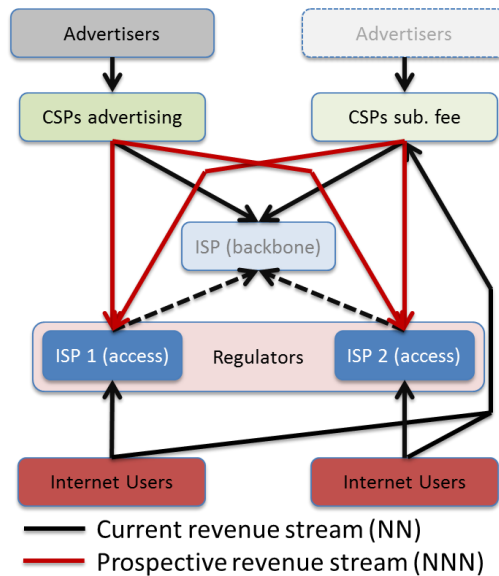 Advertisers
Advertisers
CSPs advertising
CSPs sub. fee
ISP (backbone)
ISP 1 (access)
Regulators
ISP 2 (access)
Internet Users
Internet Users
Current revenue stream (NN)
Prospective revenue stream (NNN)